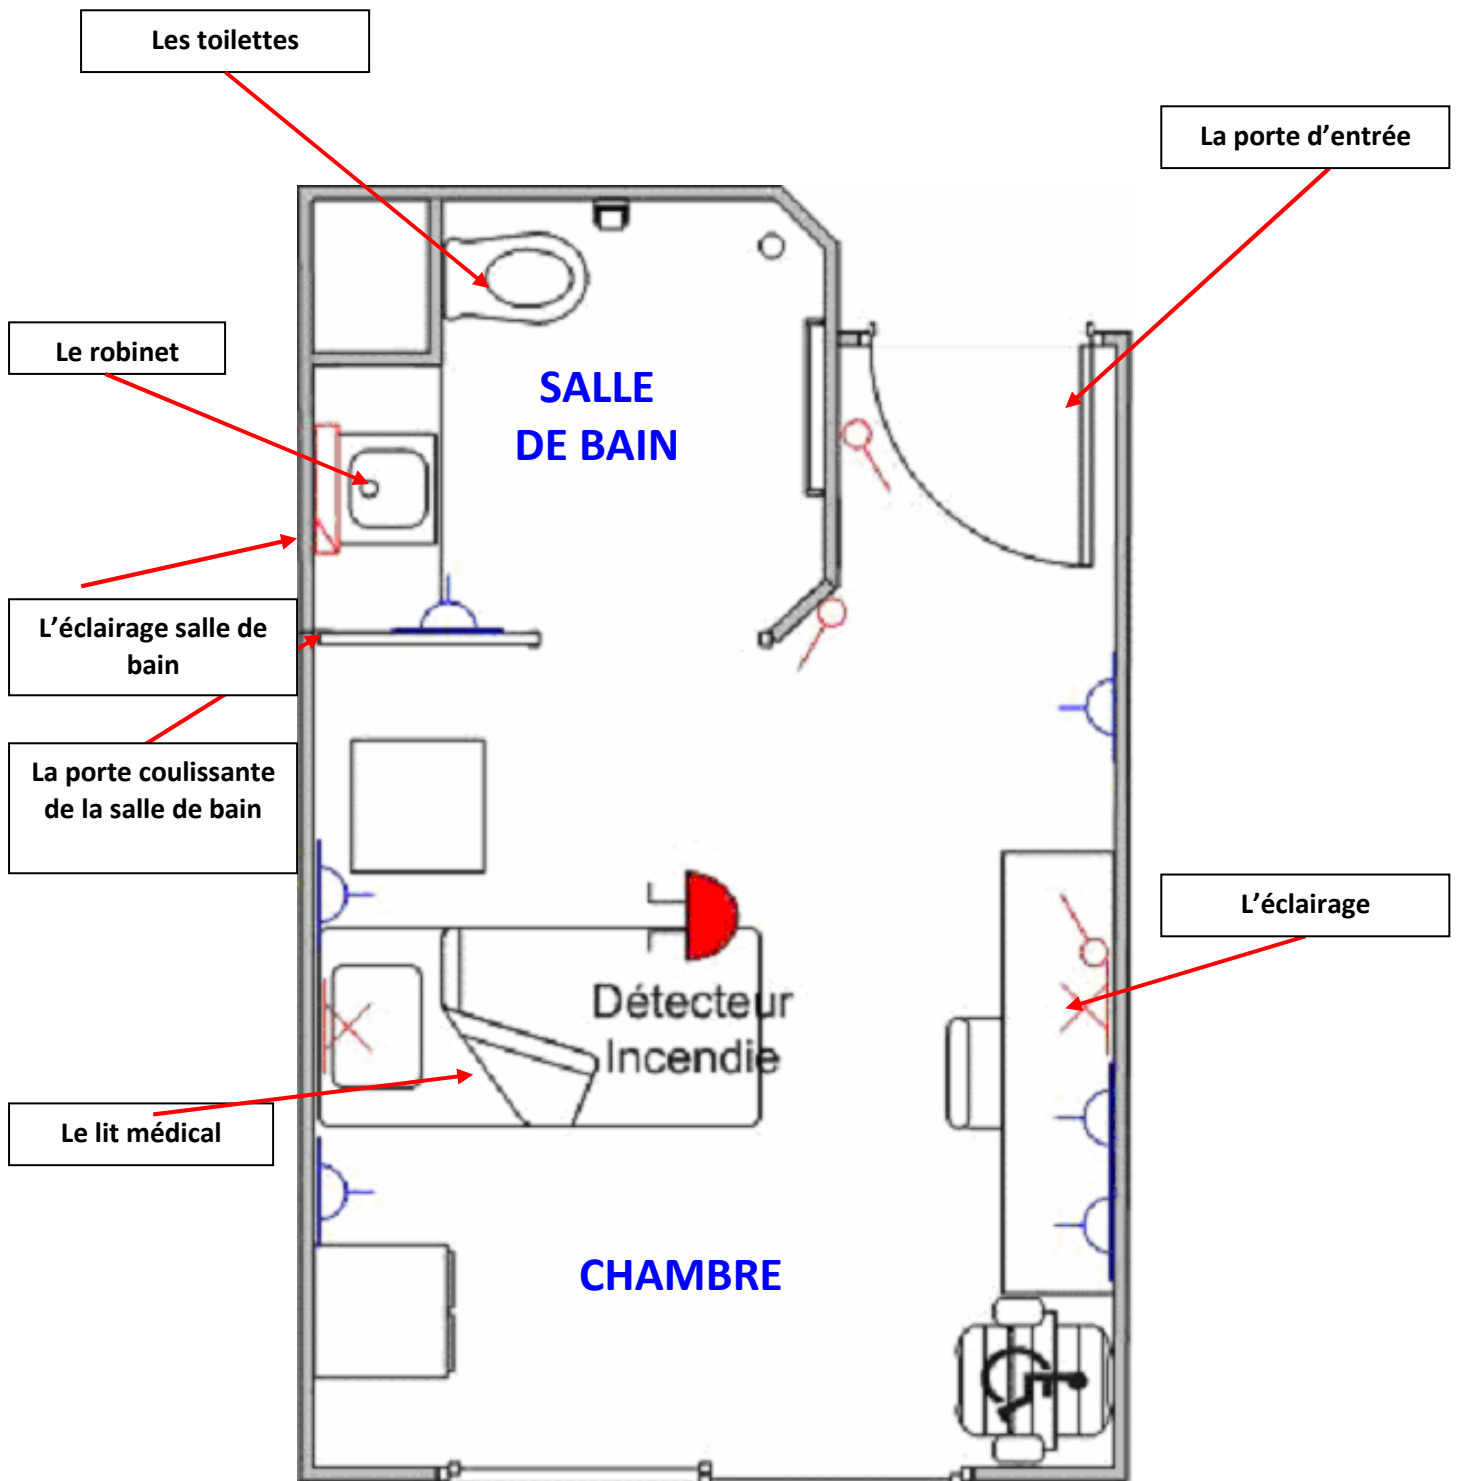 Les toilettes
La porte d’entrée
Le robinet
SALLE
DE BAIN
L’éclairage salle de
bain
La porte coulissante
de la salle de bain
L’éclairage
Détecteur
Incendie
Le lit médical
CHAMBRE